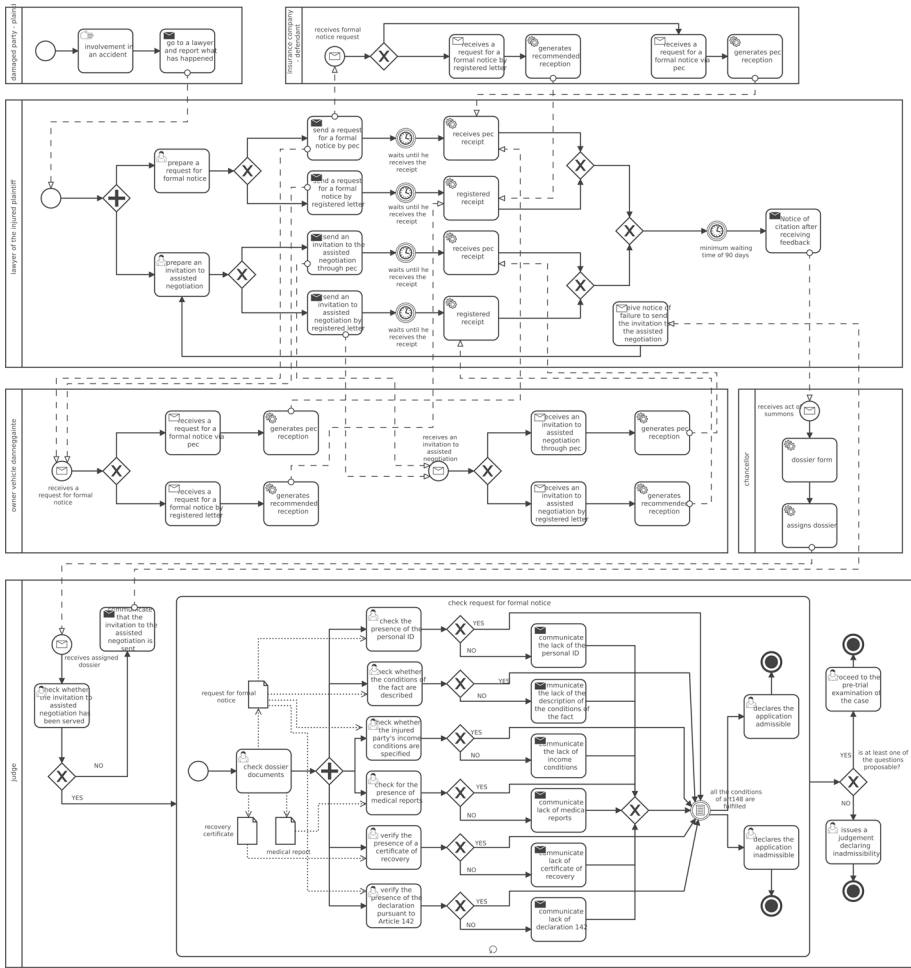 damaged party - plainti
involvement in
an accident
go to a lawyer
and report what
has happened
insurance company
- defendant
receives formal
notice request
X
receives a
request for a
formal notice by
registered letter
generates
recommended
reception
receives a
request for a
formal notice via
pec
generates pec
reception
lawyer of the injured plaintiff
prepare a
request for
formal notice
prepare an
invitation to
assisted
negotiation
X
X
send a request
for a formal
notice by pec
send a request
for a formal
notice by
registered letter
send an
invitation to the
assisted
negotiation
through pec
send an
invitation to
assisted
negotiation by
registered letter
waits until he
receives the
receipt
waits until he
receives the
receipt
waits until he
receives the
receipt
waits until he
receives the
receipt
receives pec
receipt
registered
receipt
receives pec
receipt
registered
receipt
X
X
X
eive notice of
failure to send
the invitation to
the assisted
negotiation
minimum waiting
time of 90 days
Notice of
citation after
receiving
feedback
owner vehicle danneggainte
receives a
request for formal
notice
X
receives a
request for a
formal notice via
pec
generates pec
reception
receives a
request for a
formal notice by
registered letter
generates
recommended
reception
receives an
invitation to
assisted
negotiation
X
receives an
invitation to
assisted
negotiation
through pec
generates pec
reception
receives an
invitation to
assisted
negotiation
by registered letter
generates
recommended
reception
chancellor
receives act of
summons
dossier form
assigns dossier
judge
receives assigned
dossier
communicate
that the
invitation to the
assisted
negotiation is
sent
heck whether
the invitation to
assisted
negotiation has
been served
X
NO
YES
check request for formal notice
request for formal
notice
check dossier
documents
recovery
certificate
medical report
check the
presence of the
personal ID
X
YES
NO
communicate
the lack of the
personal ID
check whether
the conditions of
the fact are
described
X
YES
NO
ommunicate
the lack of the
description of
the conditions of
the fact
heck whether
the injured
party's income
conditions are
specified
X
YES
NO
ommunicate
the lack of
income
conditions
check for the
presence of
medical reports
X
YES
NO
ommunicate
lack of medica
reports
verify the
presence of a
certificate of
recovery
X
YES
NO
ommunicate
lack of
certificate of
recovery
verify the
presence of the
declaration
pursuant to
Article 142
X
YES
NO
communicate
lack of
declaration 142
X
all the conditions
of art148 are
fulfilled
declares the
application
admissible
declares the
application
inadmissible
roceed to the
pre-trial
examination of
the case
YES
is at least one of
the questions
proposable?
X
NO
issues a
judgement
declaring
inadmissibility